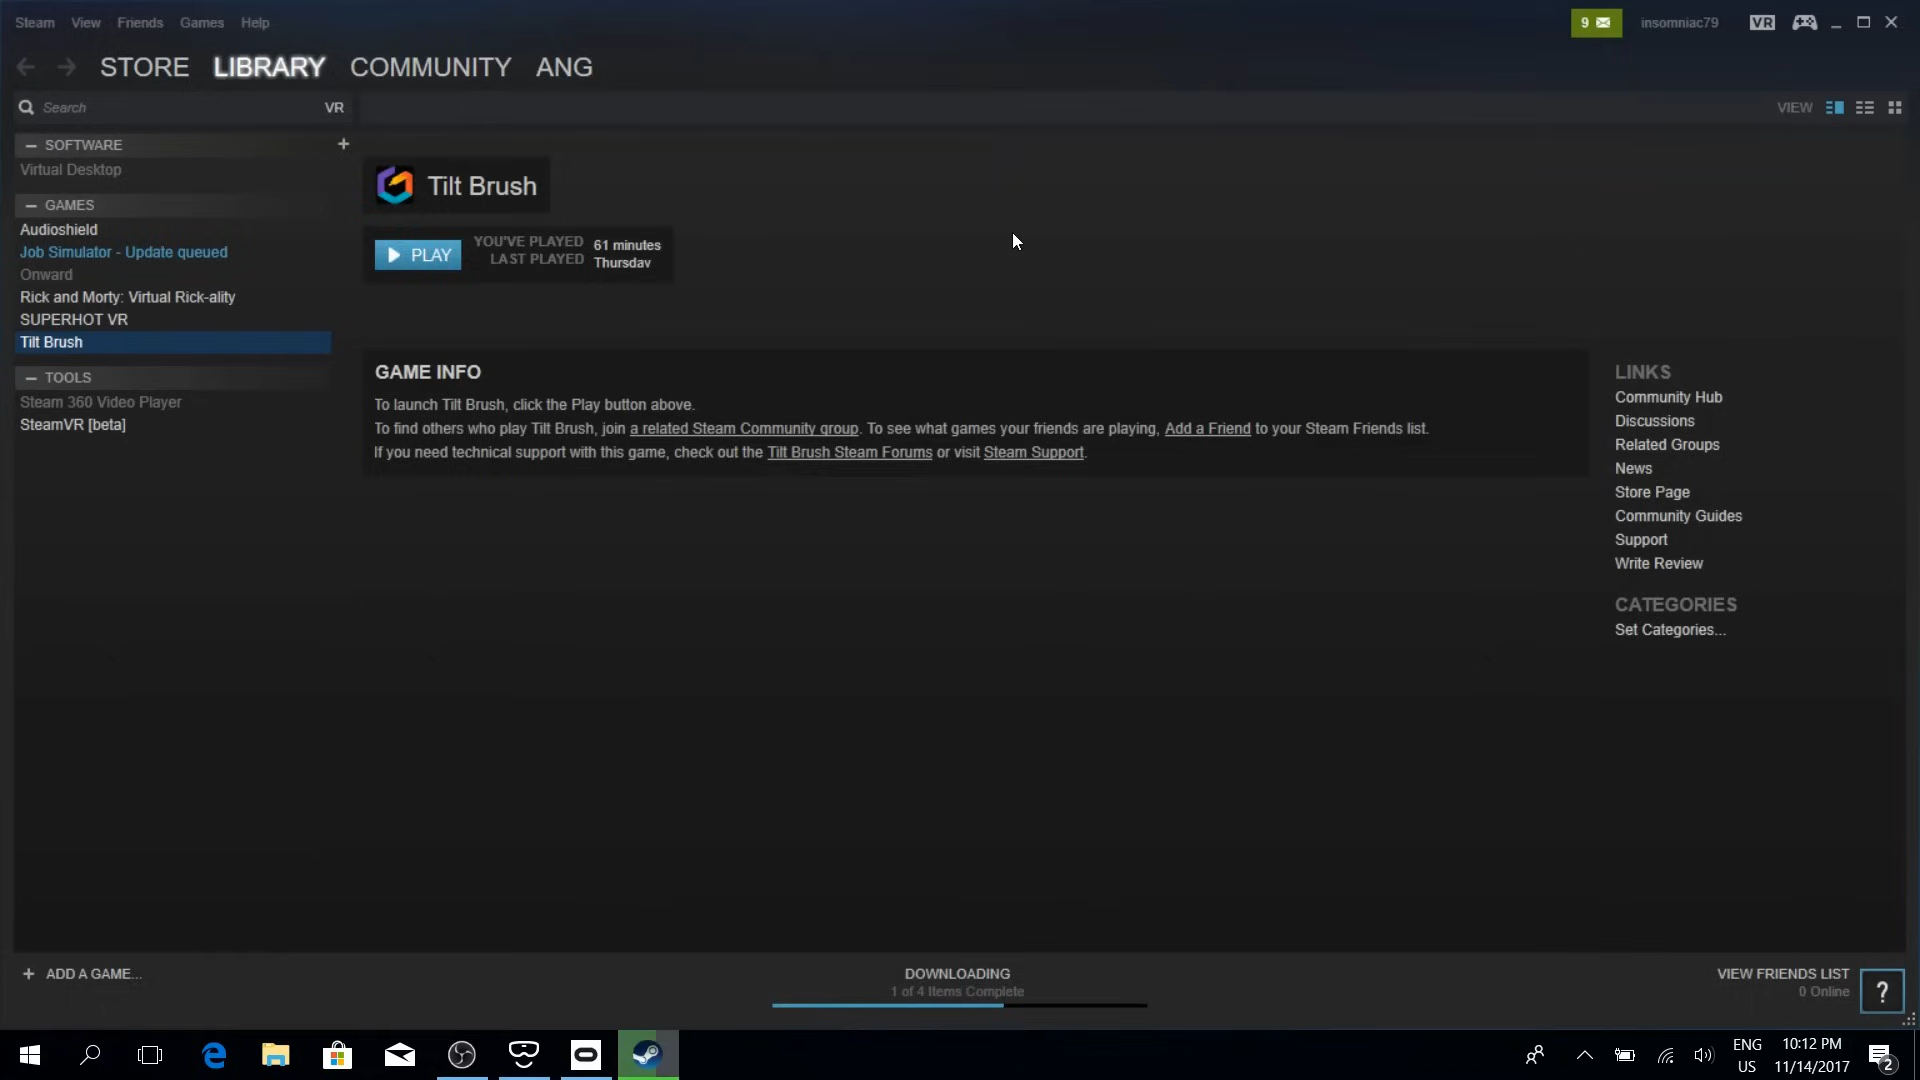 Steam View Friends Games Help
9
insomniac79
VR
STORE LIBRARY COMMUNITY ANG
Search VR
VIEW
— SOFTWARE +
Virtual Desktop
— GAMES
Audioshield
Job Simulator - Update queued
Onward
Rick and Morty: Virtual Rick-ality
SUPERHOT VR
Tilt Brush
— TOOLS
Steam 360 Video Player
SteamVR [beta]
Tilt Brush
PLAY
YOU'VE PLAYED 61 minutes
LAST PLAYED Thursday
GAME INFO
To launch Tilt Brush, click the Play button above.
To find others who play Tilt Brush, join a related Steam Community group. To see what games your friends are playing, Add a Friend to your Steam Friends list.
If you need technical support with this game, check out the Tilt Brush Steam Forums or visit Steam Support.
LINKS
Community Hub
Discussions
Related Groups
News
Store Page
Community Guides
Support
Write Review
CATEGORIES
Set Categories...
+ ADD A GAME...
DOWNLOADING
1 of 4 Items Complete
VIEW FRIENDS LIST
0 Online
?
ENG
US
10:12 PM
11/14/2017
2